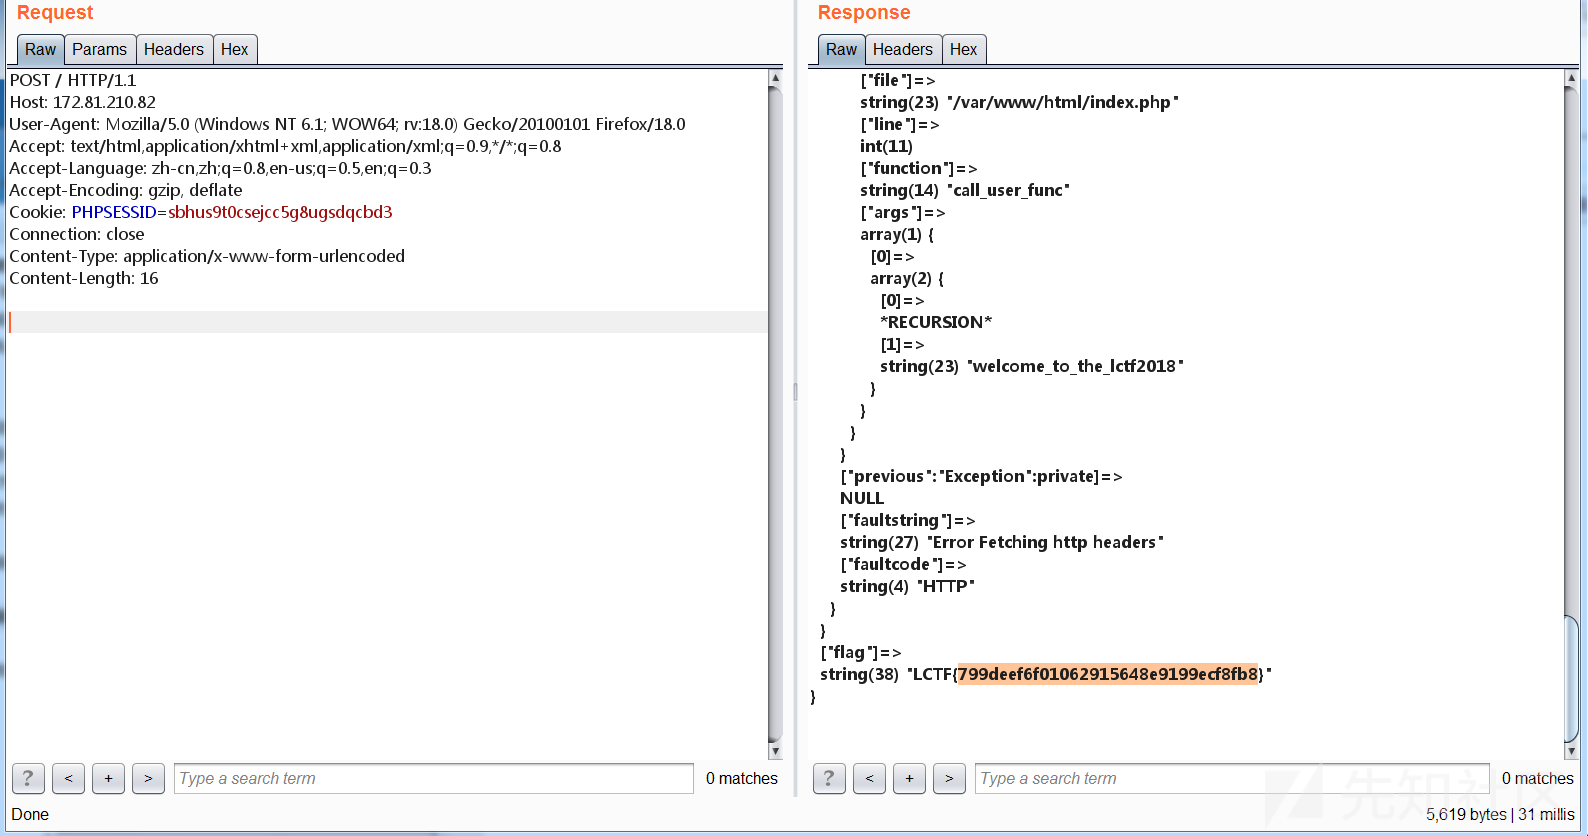 Request
Raw Params Headers Hex
POST / HTTP/1.1
Host: 172.81.210.82
User-Agent: Mozilla/5.0 (Windows NT 6.1; WOW64; rv:18.0) Gecko/20100101 Firefox/18.0
Accept: text/html,application/xhtml+xml,application/xml;q=0.9,*/*;q=0.8
Accept-Language: zh-cn,zh;q=0.8,en-us;q=0.5,en;q=0.3
Accept-Encoding: gzip, deflate
Cookie: PHPSESSID=sbhus9t0csejcc5g8ugsdqcbd3
Connection: close
Content-Type: application/x-www-form-urlencoded
Content-Length: 16
? < + > Type a search term 0 matches
Done
Response
Raw Headers Hex
["file"]=>
string(23) "/var/www/html/index.php"
["line"]=>
int(11)
["function"]=>
string(14) "call_user_func"
["args"]=>
array(1) {
[0]=>
array(2) {
[0]=>
*RECURSION*
[1]=>
string(23) "welcome_to_the_lctf2018"
}
}
}
}
["previous":"Exception":private]=>
NULL
["faultstring"]=>
string(27) "Error Fetching http headers"
["faultcode"]=>
string(4) "HTTP"
}
}
["flag"]=>
string(38) "LCTF{799deef6f01062915648e9199ecf8fb8}"
}
? < + > Type a search term 0 matches
先知社区
5,619 bytes | 31 millis